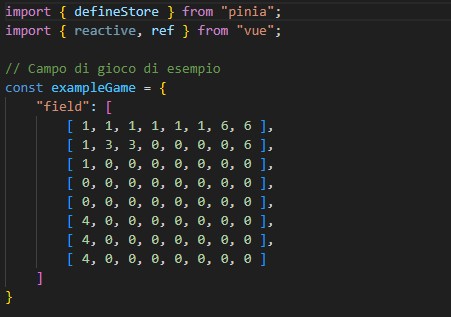 import { defineStore } from "pinia";
import { reactive, ref } from "vue";

// Campo di gioco di esempio
const exampleGame = {
    "field": [
        [ 1, 1, 1, 1, 1, 1, 6, 6 ],
        [ 1, 3, 3, 0, 0, 0, 0, 6 ],
        [ 1, 0, 0, 0, 0, 0, 0, 0 ],
        [ 0, 0, 0, 0, 0, 0, 0, 0 ],
        [ 0, 0, 0, 0, 0, 0, 0, 0 ],
        [ 4, 0, 0, 0, 0, 0, 0, 0 ],
        [ 4, 0, 0, 0, 0, 0, 0, 0 ],
        [ 4, 0, 0, 0, 0, 0, 0, 0 ]
    ]
}